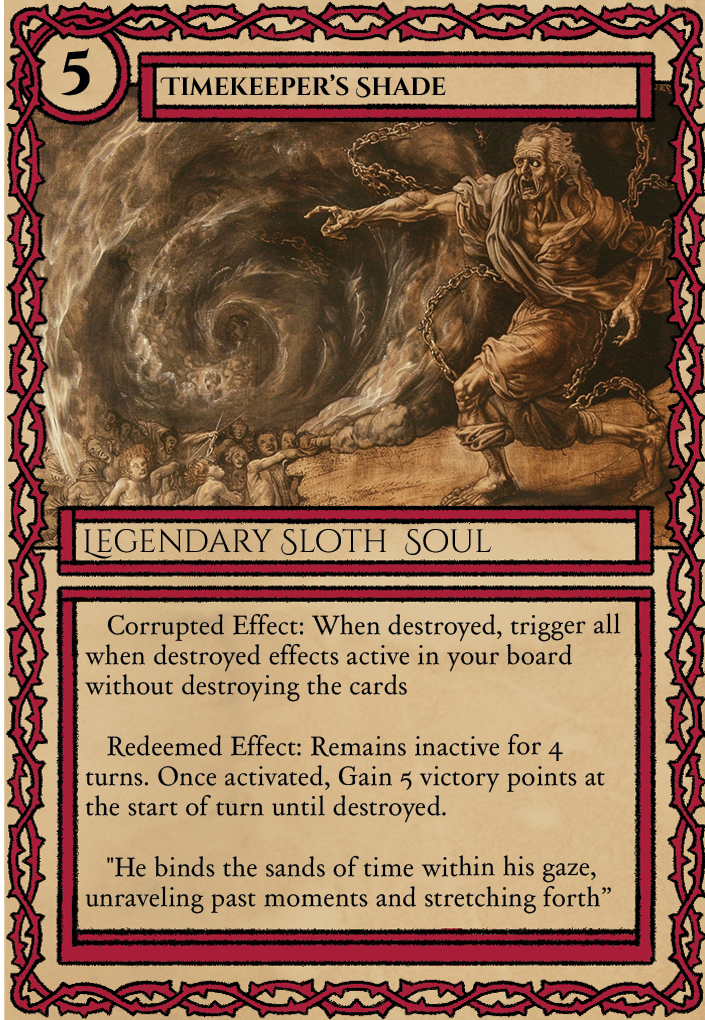 5
Timekeeper's Shade
Legendary Sloth Soul
Corrupted Effect: When destroyed, trigger all
when destroyed effects active in your board
without destroying the cards
Redeemed Effect: Remains inactive for 4
turns. Once activated, Gain 5 victory points at
the start of turn until destroyed.
"He binds the sands of time within his gaze,
unraveling past moments and stretching forth”